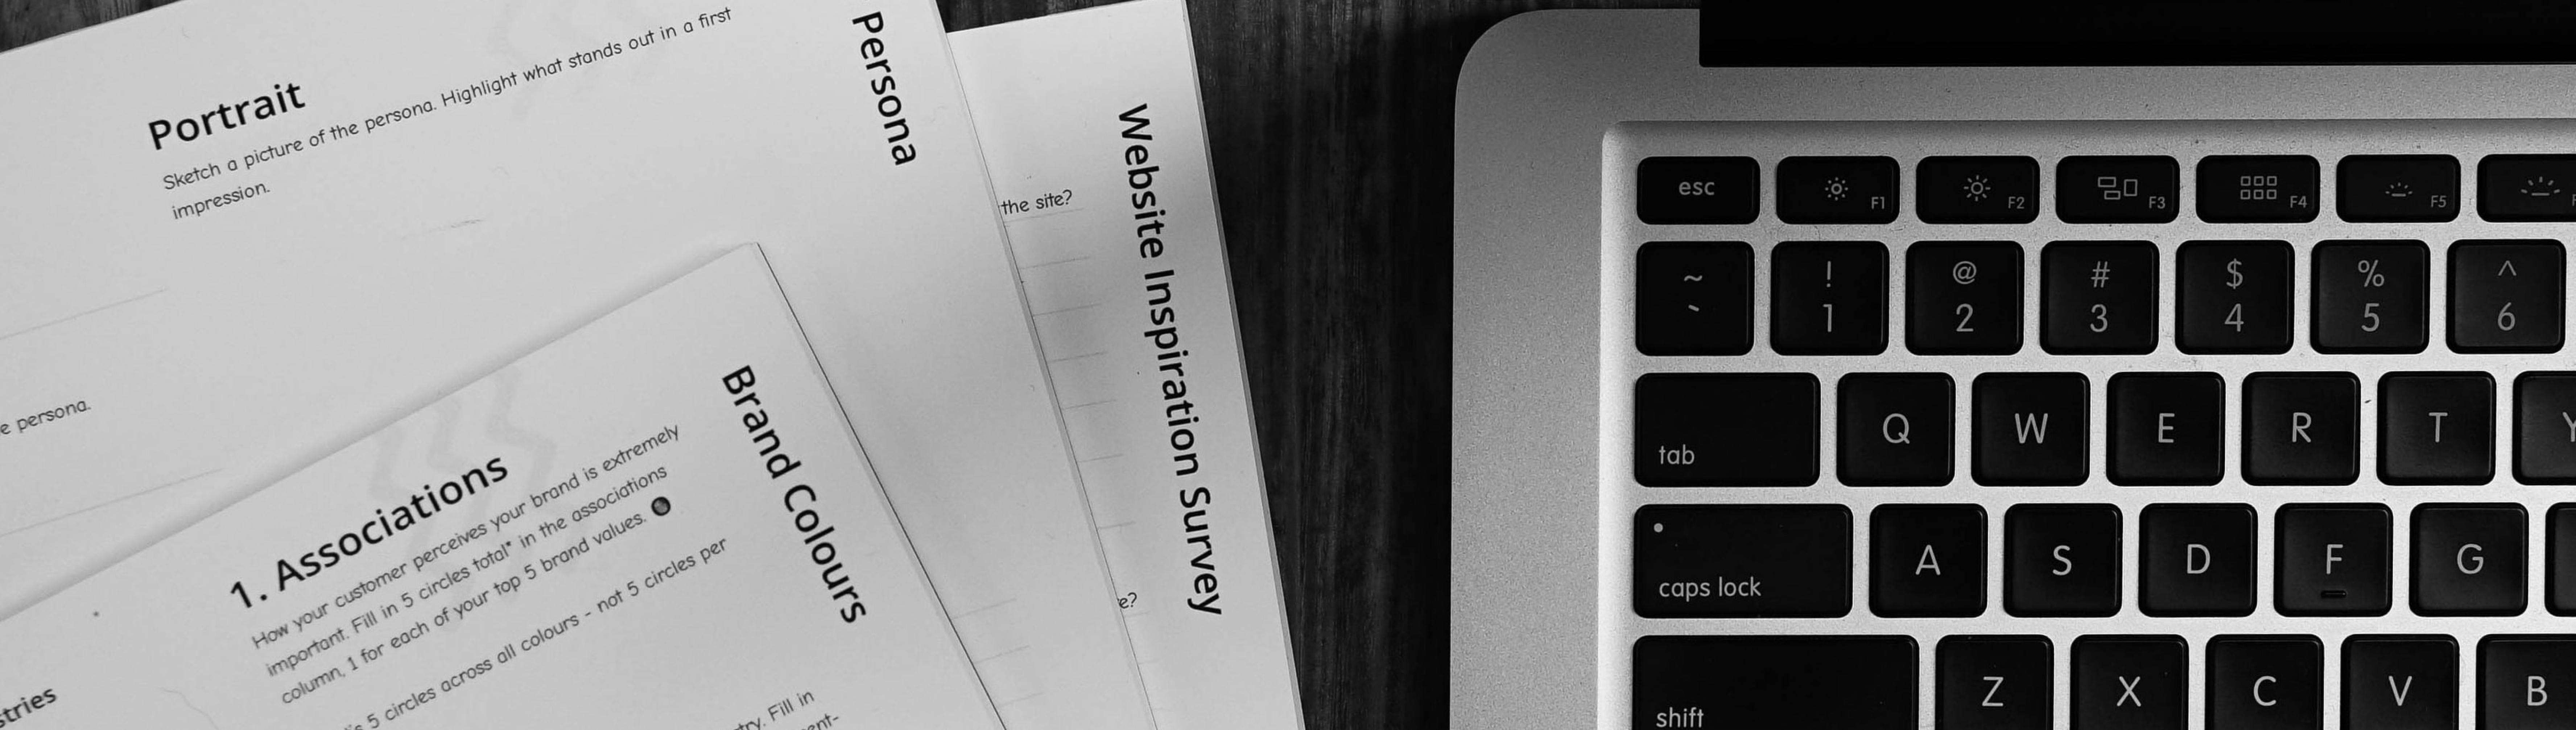 Portrait
Sketch a picture of the persona. Highlight what stands out in a first
impression.
Persona
persona.
Website Inspiration Survey
the site?
Brand Colours
1. Associations
How your customer perceives your brand is extremely
important. Fill in 5 circles total* in the associations
column, 1 for each of your top 5 brand values.
5 circles across all colours - not 5 circles per
Fill in
esc
F1
F2
F3
F4
F5
~
`
!
1
@
2
#
3
$
4
%
5
^
6
tab
Q
W
E
R
T
Y
caps lock
A
S
D
F
G
shift
Z
X
C
V
B